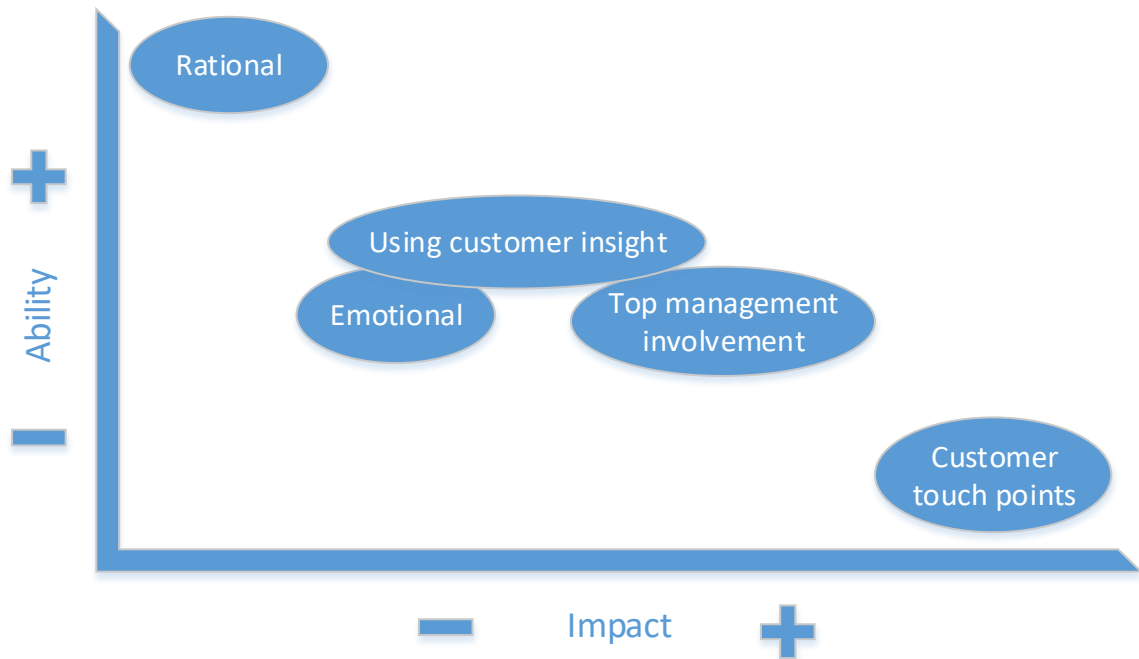 Rational
Using customer insight
Emotional
Top management
involvement
Customer
touch points
Ability
Impact